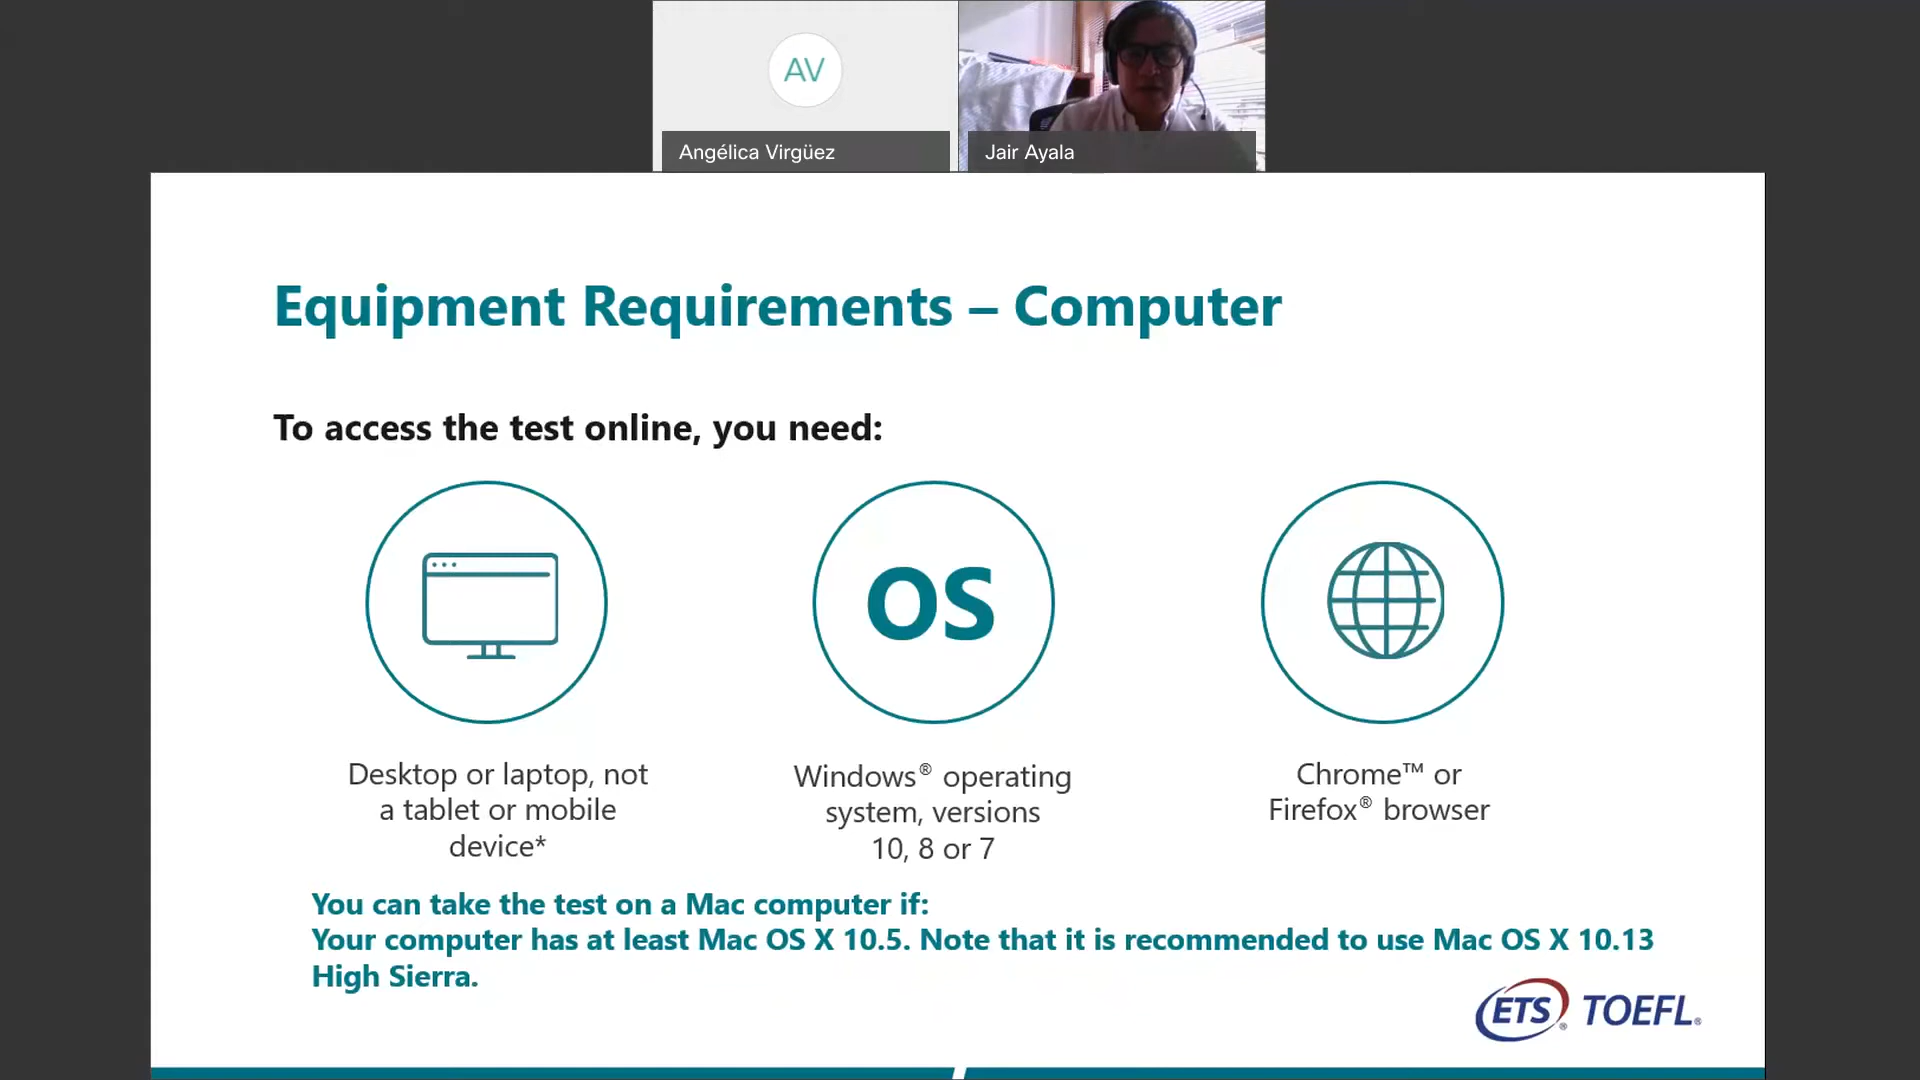 AV
Angélica Virgüez
Jair Ayala
Equipment Requirements – Computer
To access the test online, you need:
OS
Desktop or laptop, not
a tablet or mobile
device*
Windows® operating
system, versions
10, 8 or 7
Chrome™ or
Firefox® browser
You can take the test on a Mac computer if:
Your computer has at least Mac OS X 10.5. Note that it is recommended to use Mac OS X 10.13
High Sierra.
ETS® TOEFL®